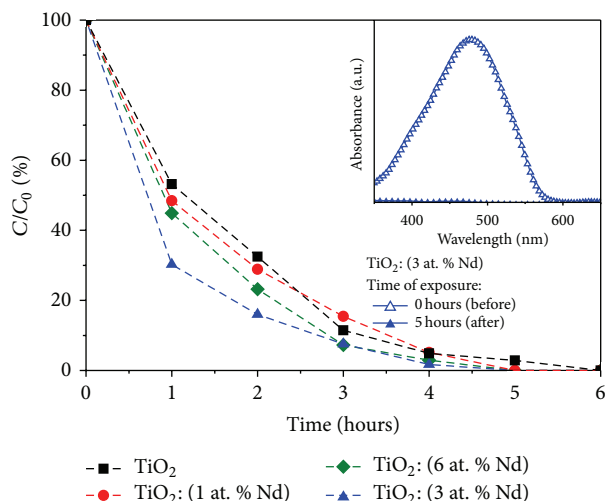 100
80
60
40
20
0
C/C₀ (%)
0 1 2 3 4 5 6
Time (hours)
Absorbance (a.u.)
400 500 600
Wavelength (nm)
TiO₂: (3 at. % Nd)
Time of exposure:
0 hours (before)
5 hours (after)
TiO₂
TiO₂: (1 at. % Nd)
TiO₂: (6 at. % Nd)
TiO₂: (3 at. % Nd)